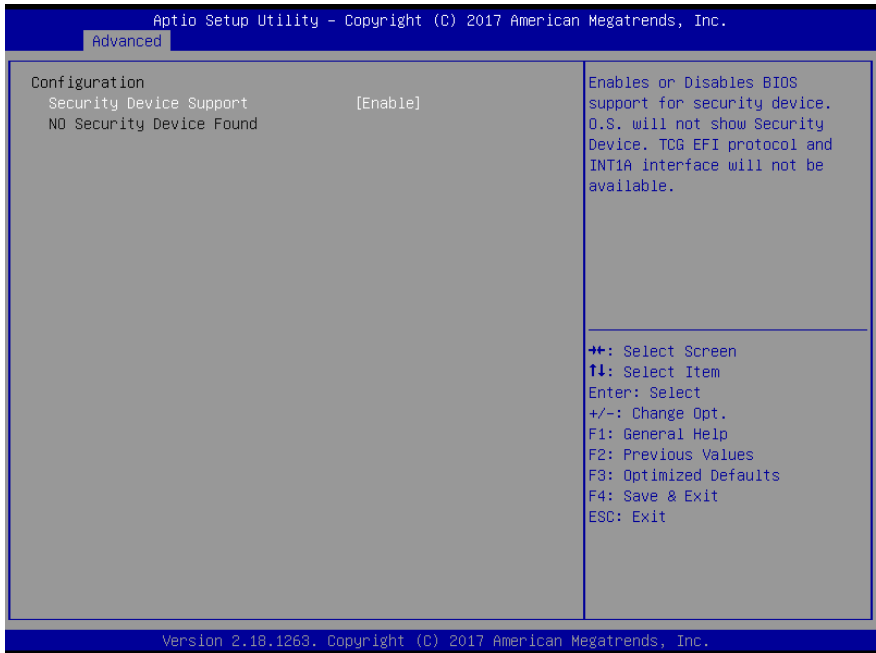 Aptio Setup Utility – Copyright (C) 2017 American Megatrends, Inc.
Advanced
Configuration
Security Device Support [Enable]
NO Security Device Found
Enables or Disables BIOS
support for security device.
O.S. will not show Security
Device. TCG EFI protocol and
INT1A interface will not be
available.
→←: Select Screen
↑↓: Select Item
Enter: Select
+/-: Change Opt.
F1: General Help
F2: Previous Values
F3: Optimized Defaults
F4: Save & Exit
ESC: Exit
Version 2.18.1263. Copyright (C) 2017 American Megatrends, Inc.